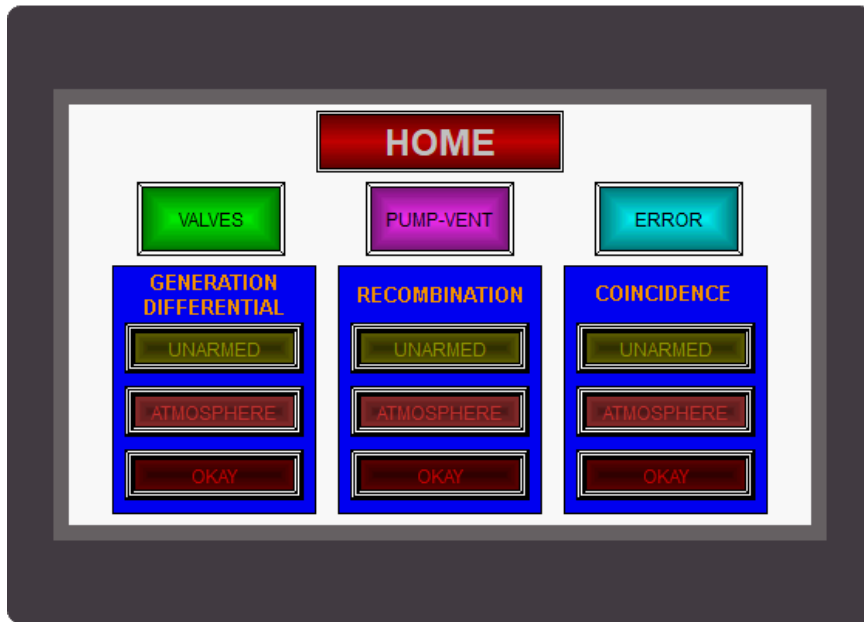 HOME
VALVES
PUMP-VENT
ERROR
GENERATION
DIFFERENTIAL
UNARMED
ATMOSPHERE
OKAY
RECOMBINATION
UNARMED
ATMOSPHERE
OKAY
COINCIDENCE
UNARMED
ATMOSPHERE
OKAY